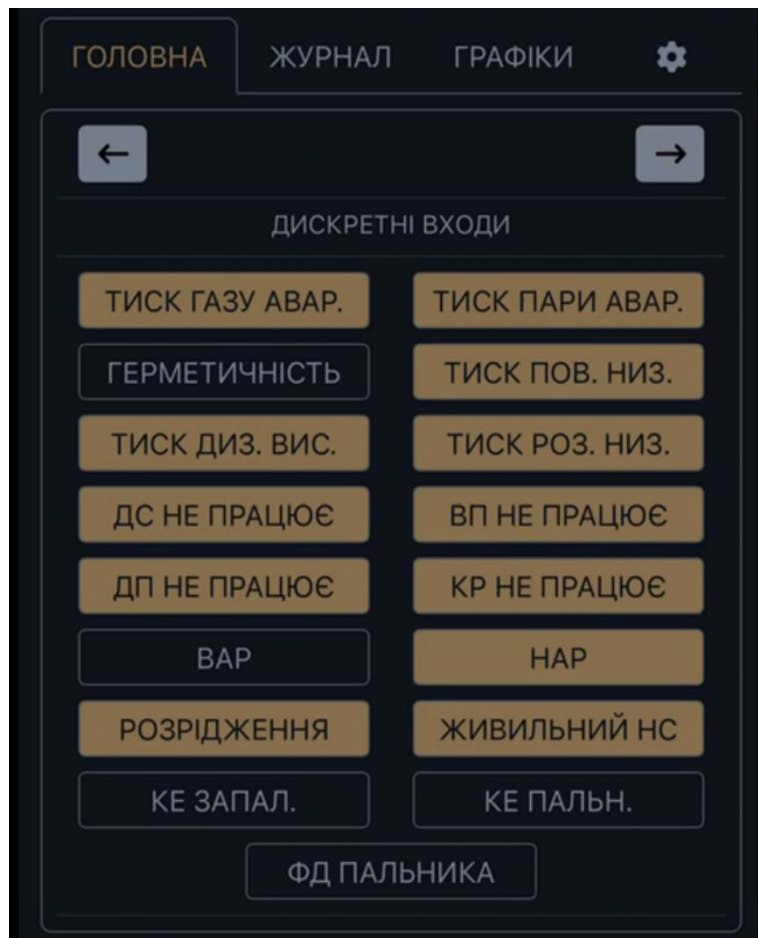 ГОЛОВНА ЖУРНАЛ ГРАФІКИ
ДИСКРЕТНІ ВХОДИ
ТИСК ГАЗУ АВАР. ТИСК ПАРИ АВАР.
ГЕРМЕТИЧНІСТЬ ТИСК ПОВ. НИЗ.
ТИСК ДИЗ. ВИС. ТИСК РОЗ. НИЗ.
ДС НЕ ПРАЦЮЄ ВП НЕ ПРАЦЮЄ
ДП НЕ ПРАЦЮЄ КР НЕ ПРАЦЮЄ
ВАР НАР
РОЗРІДЖЕННЯ ЖИВИЛЬНИЙ НС
КЕ ЗАПАЛ. КЕ ПАЛЬН.
ФД ПАЛЬНИКА